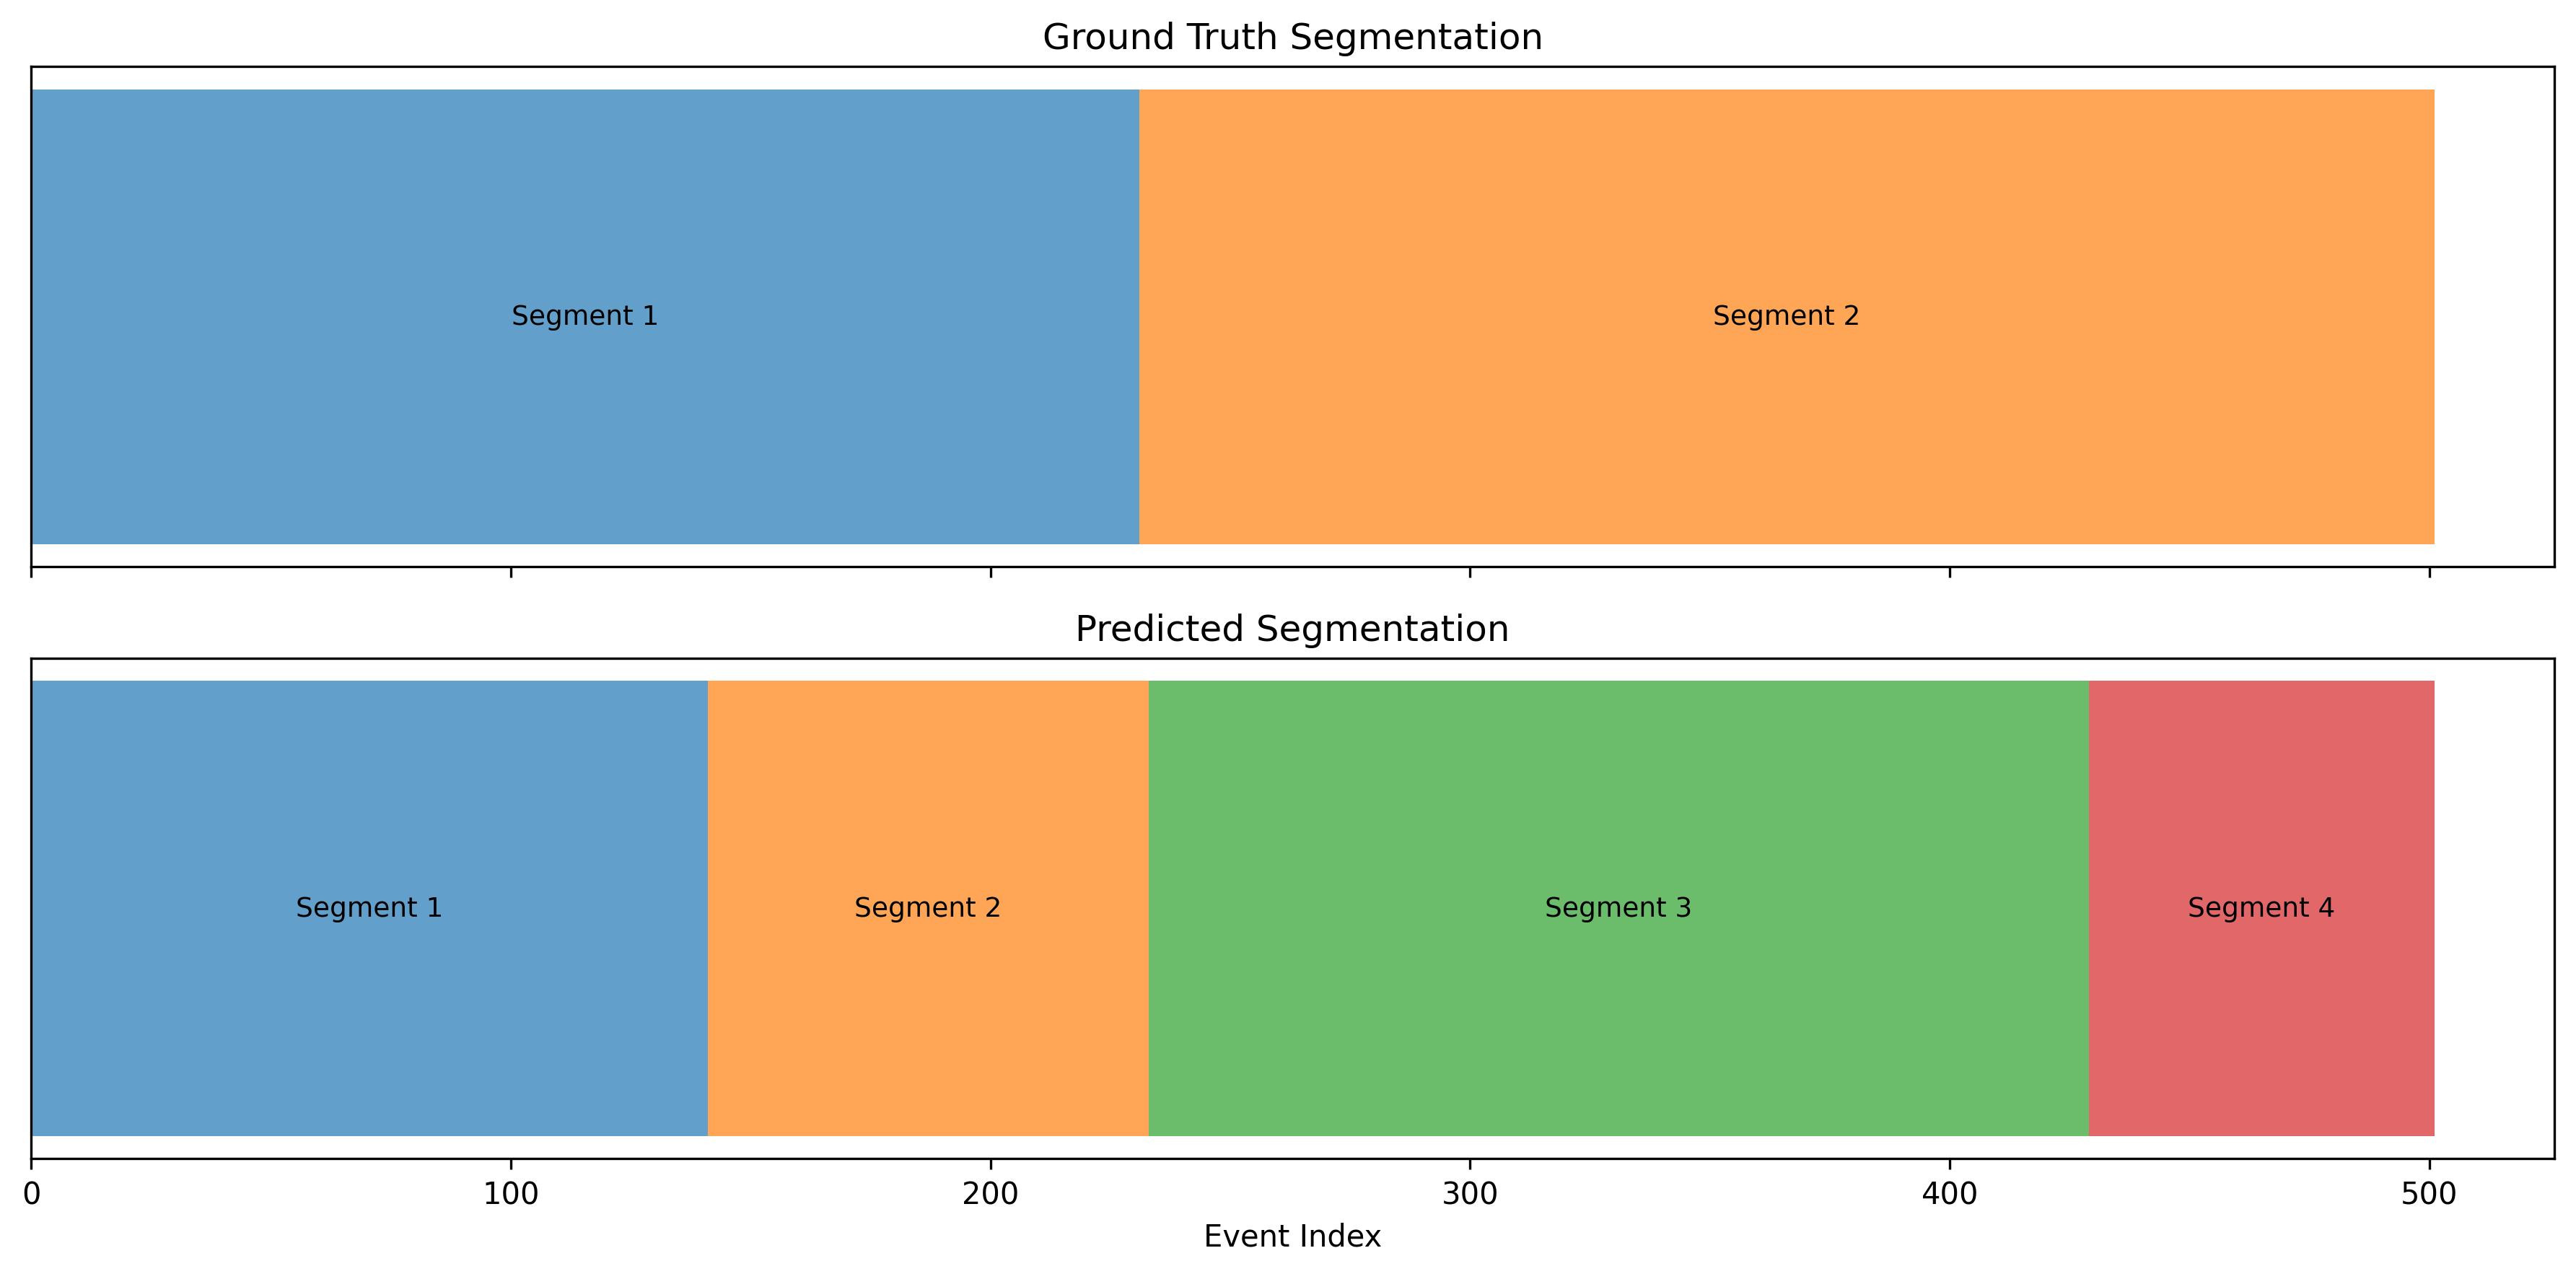 Ground Truth Segmentation
Segment 1
Segment 2
Predicted Segmentation
Segment 1
Segment 2
Segment 3
Segment 4
0
100
200
300
400
500
Event Index